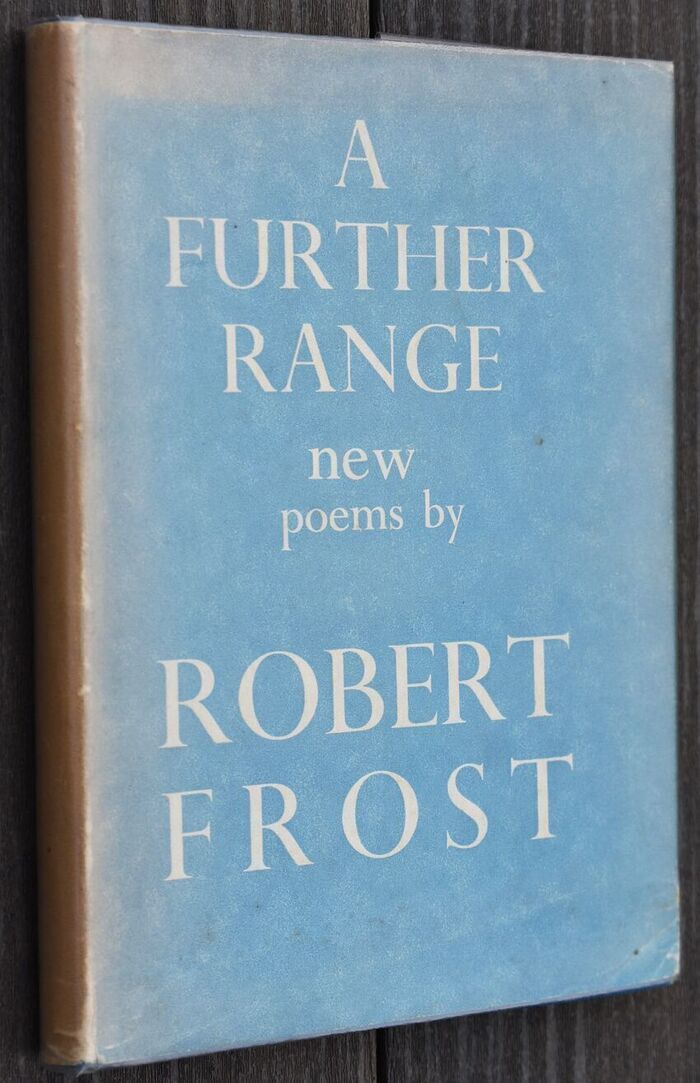 A
FURTHER
RANGE
new
poems by
ROBERT
FROST